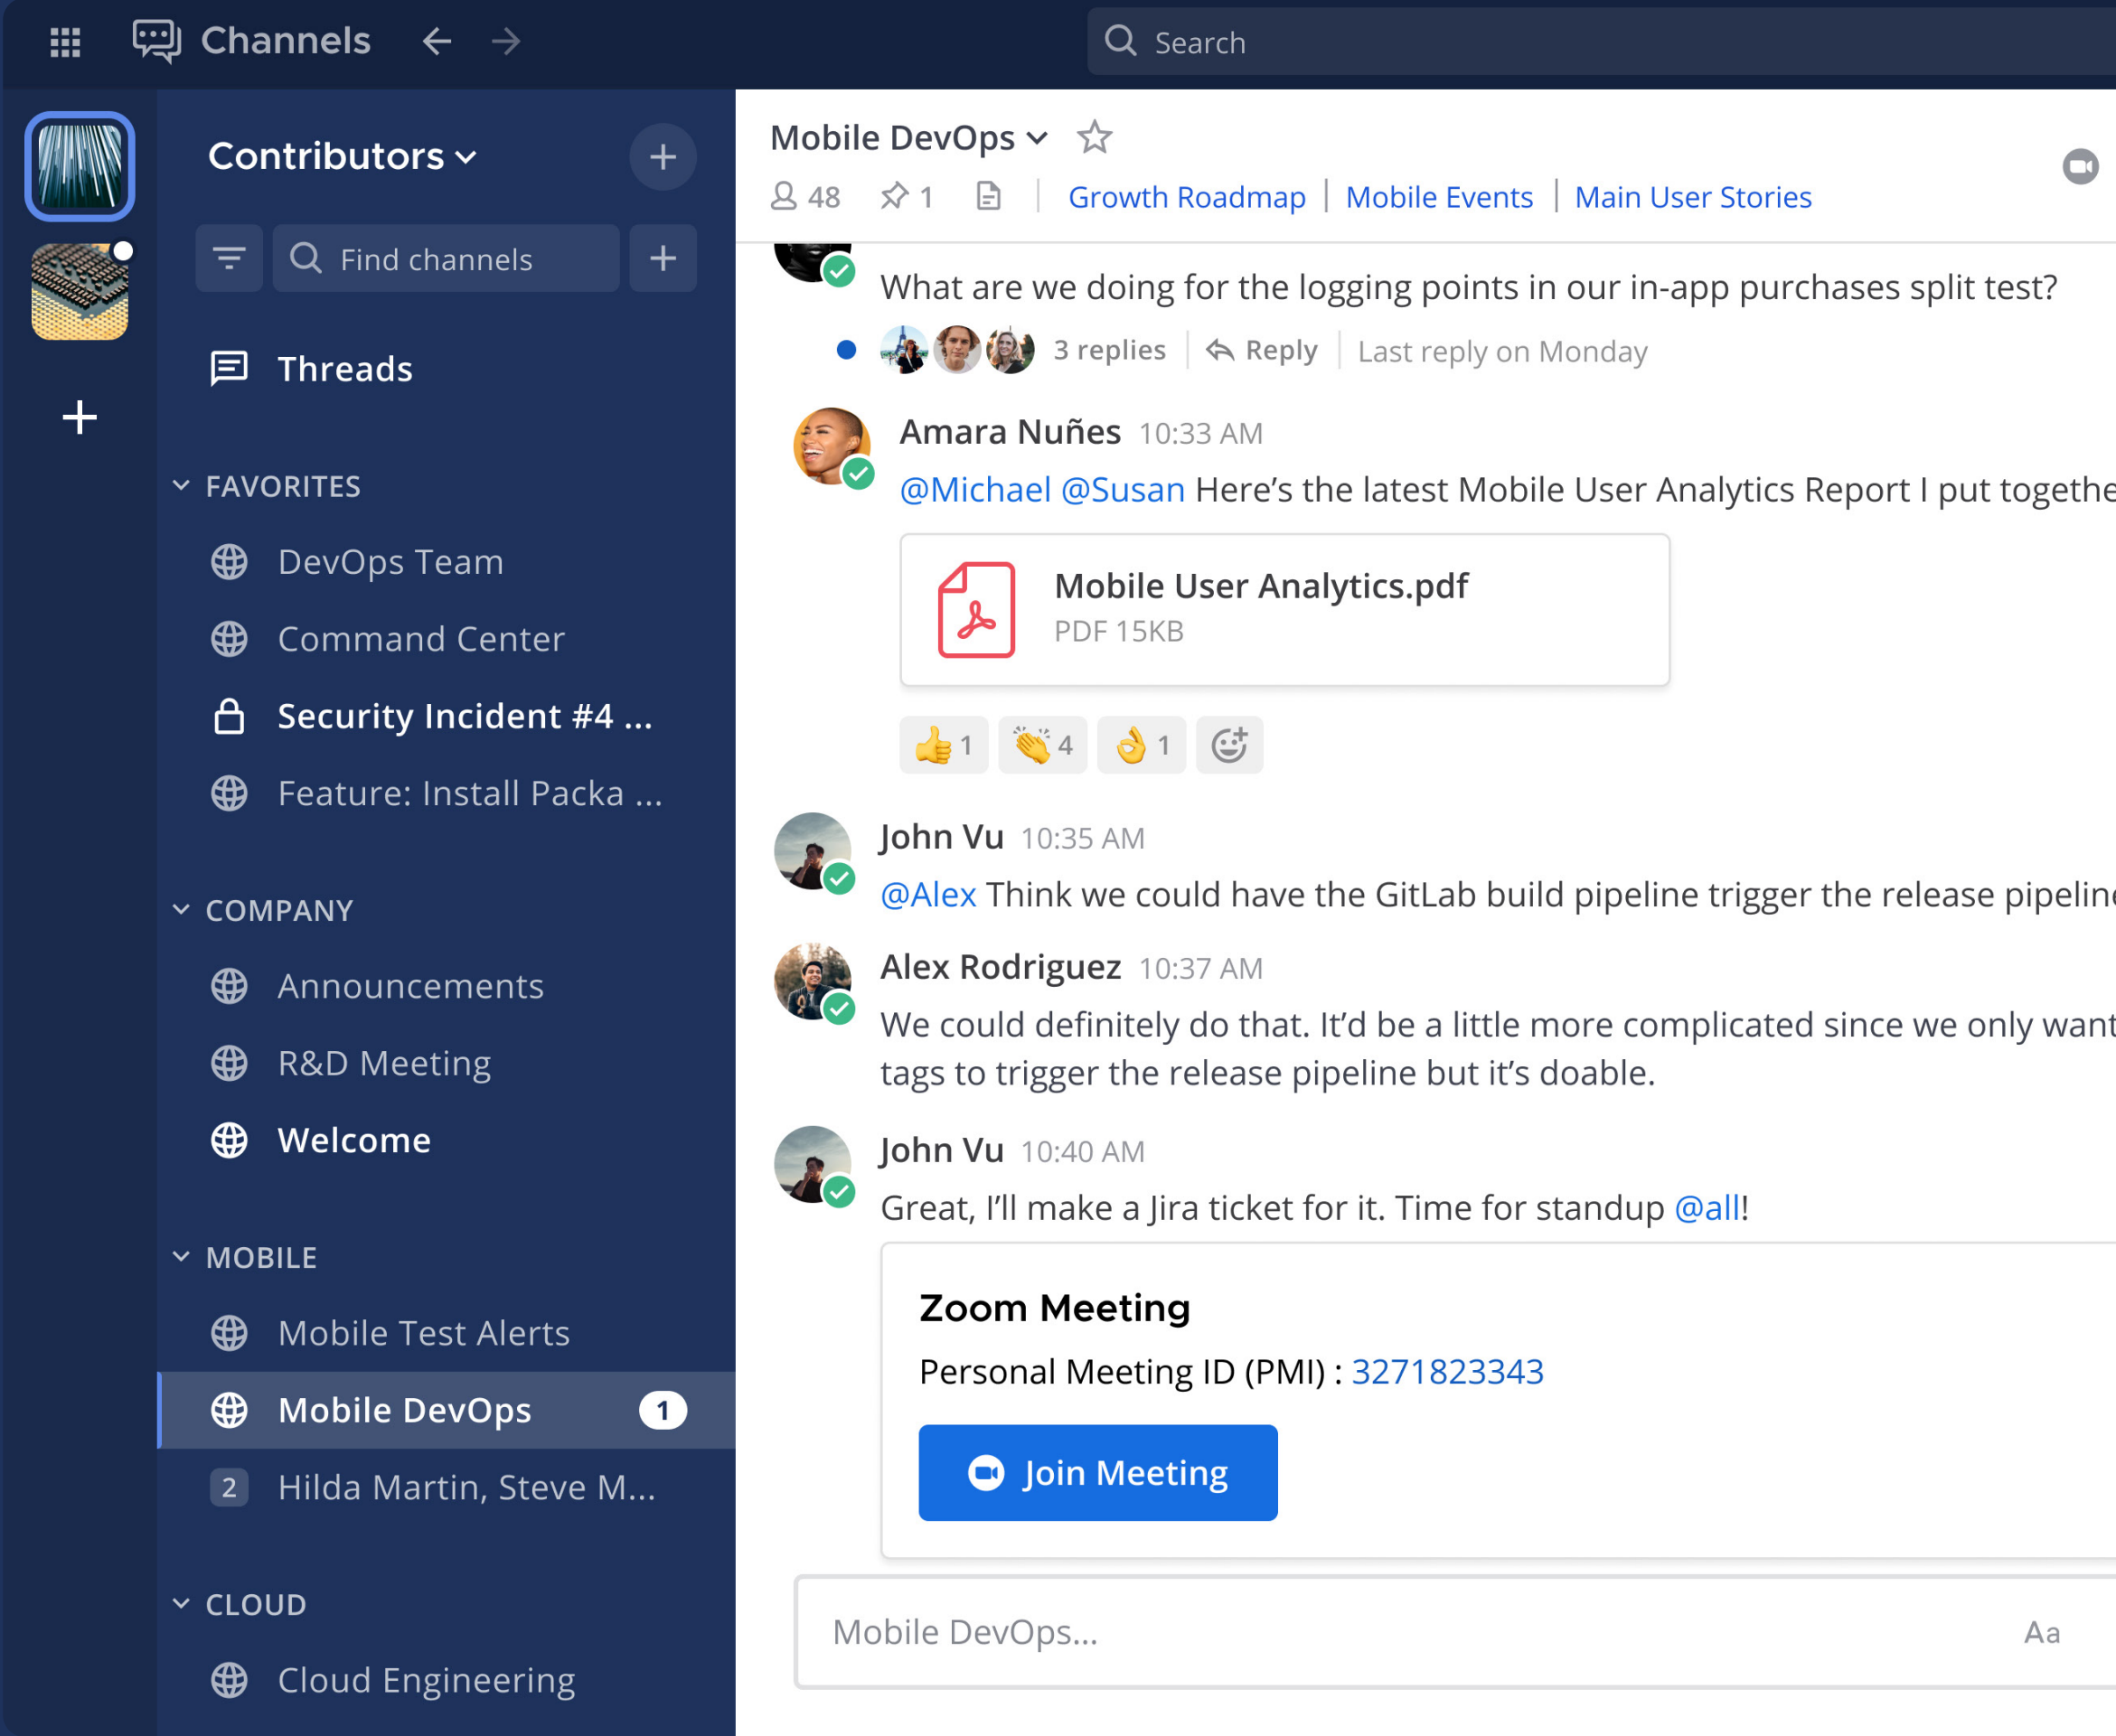 Channels
Search
Contributors
Find channels
Threads
FAVORITES
DevOps Team
Command Center
Security Incident #4 ...
Feature: Install Packa ...
COMPANY
Announcements
R&D Meeting
Welcome
MOBILE
Mobile Test Alerts
Mobile DevOps 1
2 Hilda Martin, Steve M...
CLOUD
Cloud Engineering
Mobile DevOps
48 1 Growth Roadmap Mobile Events Main User Stories
What are we doing for the logging points in our in-app purchases split test?
3 replies Reply Last reply on Monday
Amara Nuñes 10:33 AM
@Michael @Susan Here’s the latest Mobile User Analytics Report I put togethe
Mobile User Analytics.pdf
PDF 15KB
1 4 1
John Vu 10:35 AM
@Alex Think we could have the GitLab build pipeline trigger the release pipeline
Alex Rodriguez 10:37 AM
We could definitely do that. It’d be a little more complicated since we only want
tags to trigger the release pipeline but it’s doable.
John Vu 10:40 AM
Great, I’ll make a Jira ticket for it. Time for standup @all!
Zoom Meeting
Personal Meeting ID (PMI) : 3271823343
Join Meeting
Mobile DevOps... Aa